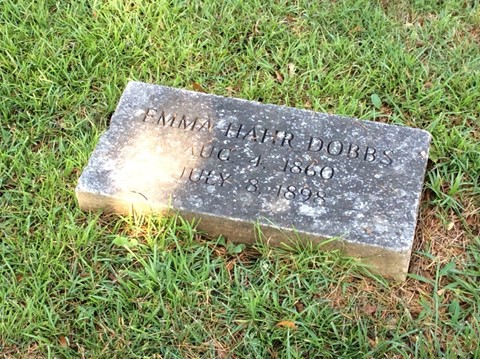 EMMA HAHR DOBBS
AUG 4, 1860
JULY 8, 1898